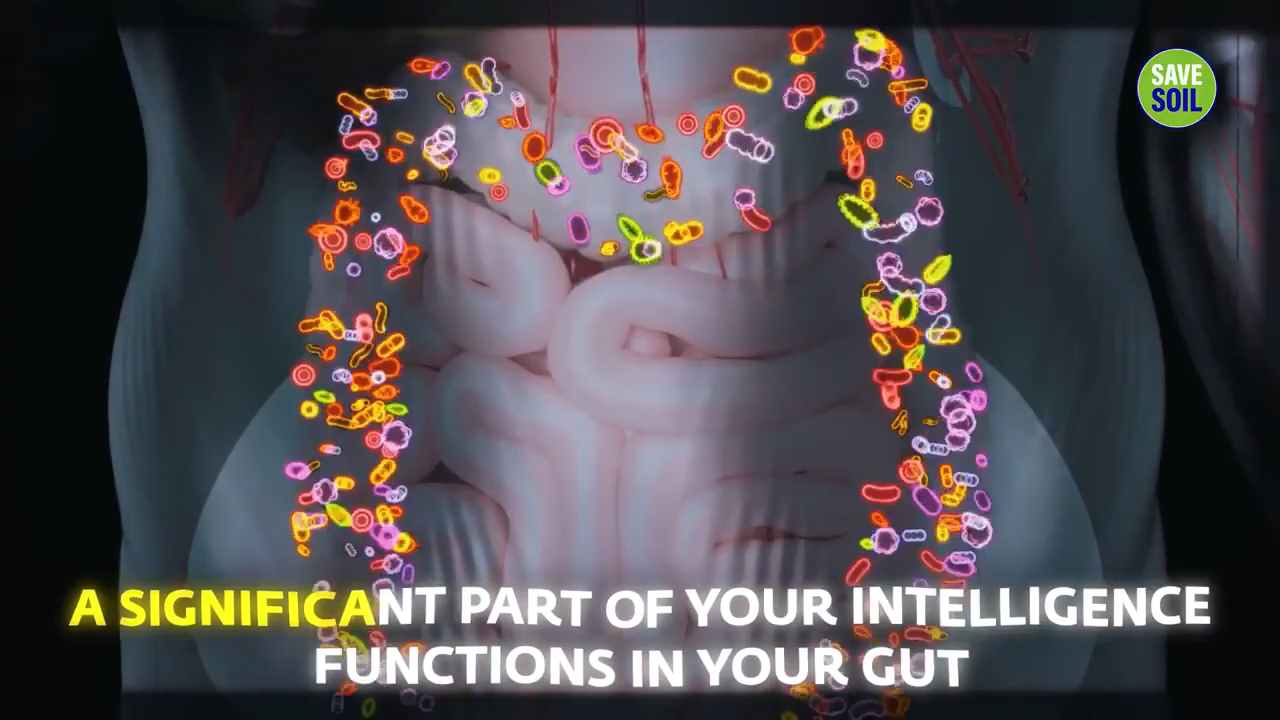 SAVE
SOIL
A SIGNIFICANT PART OF YOUR INTELLIGENCE
FUNCTIONS IN YOUR GUT